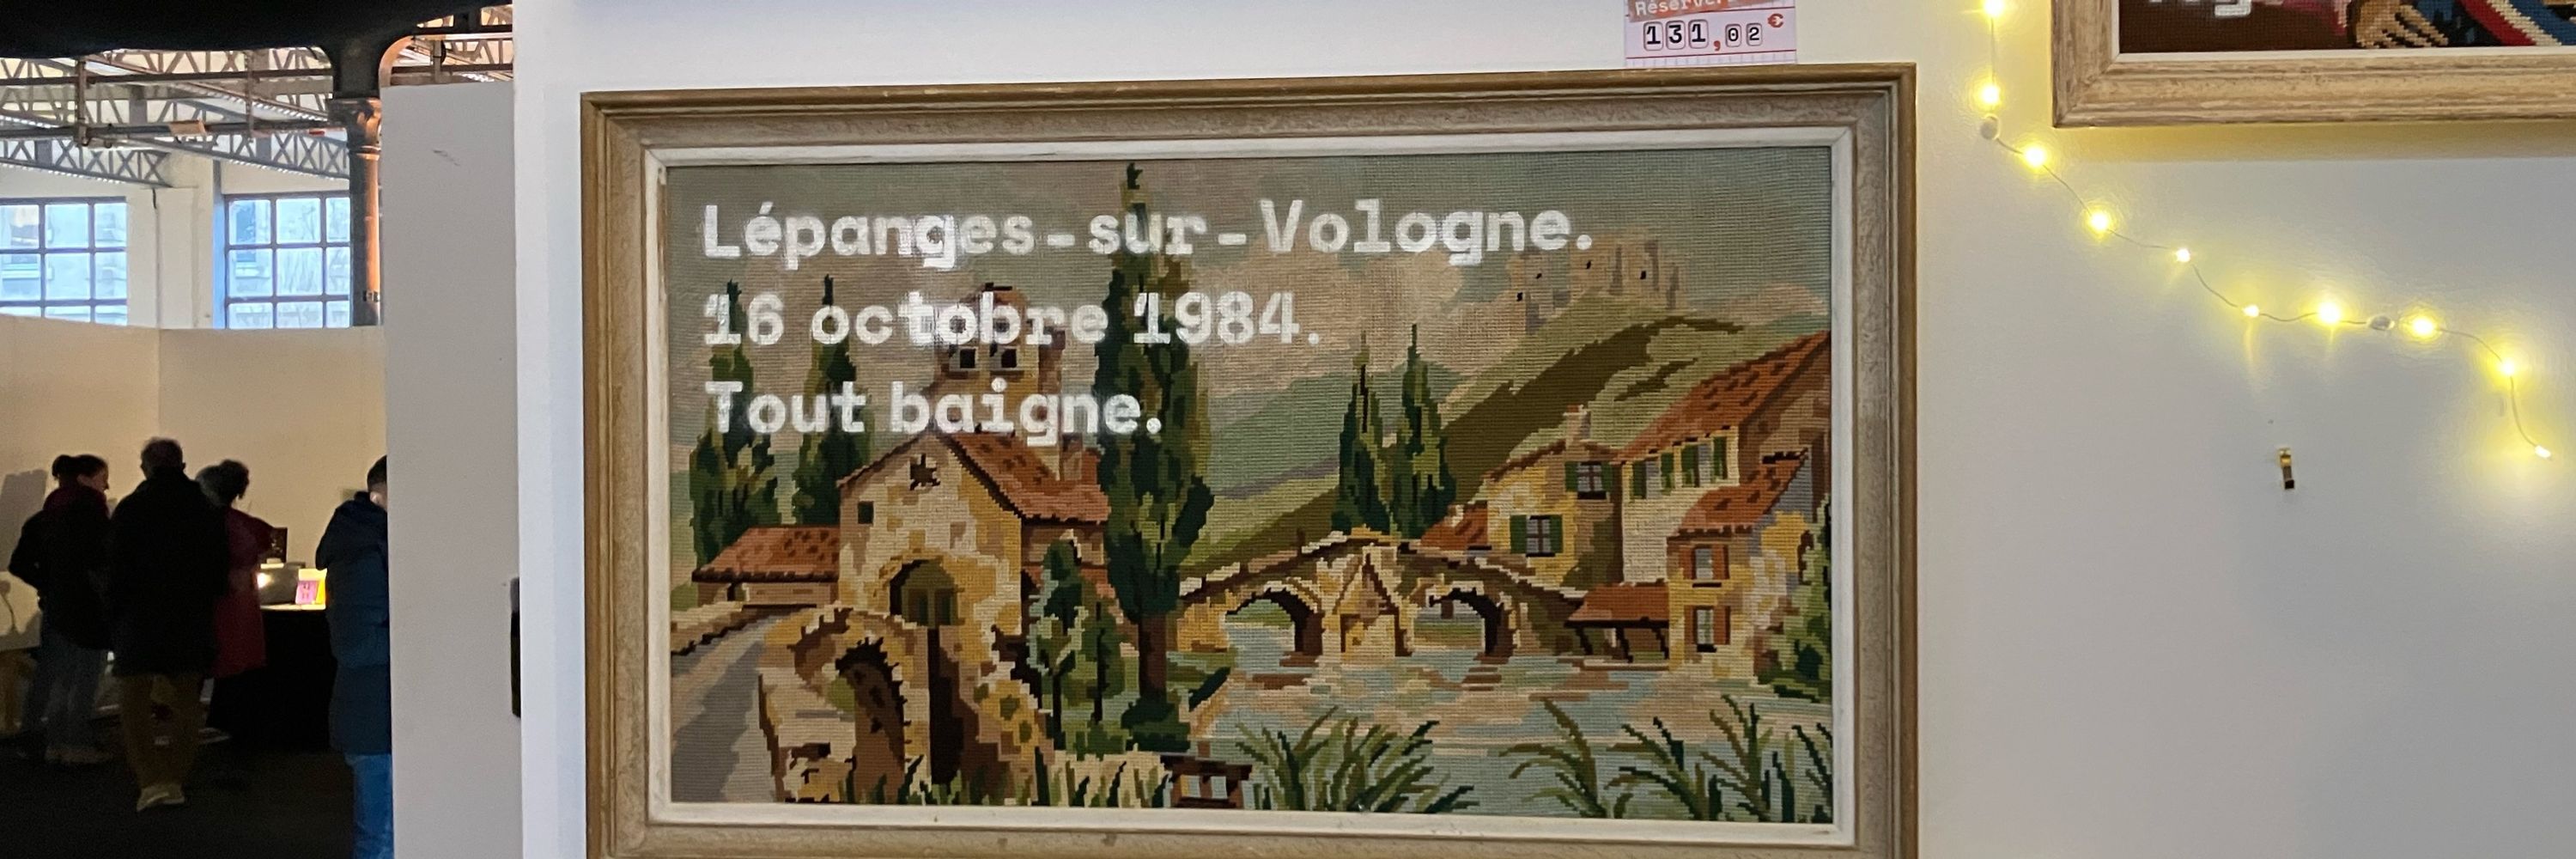 131,02 €
Lépanges-sur-Vologne.
16 octobre 1984.
Tout baigne.